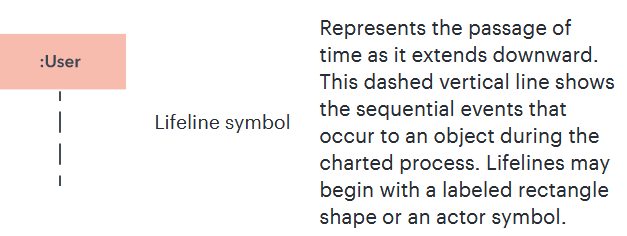 :User
Lifeline symbol
Represents the passage of
time as it extends downward.
This dashed vertical line shows
the sequential events that
occur to an object during the
charted process. Lifelines may
begin with a labeled rectangle
shape or an actor symbol.